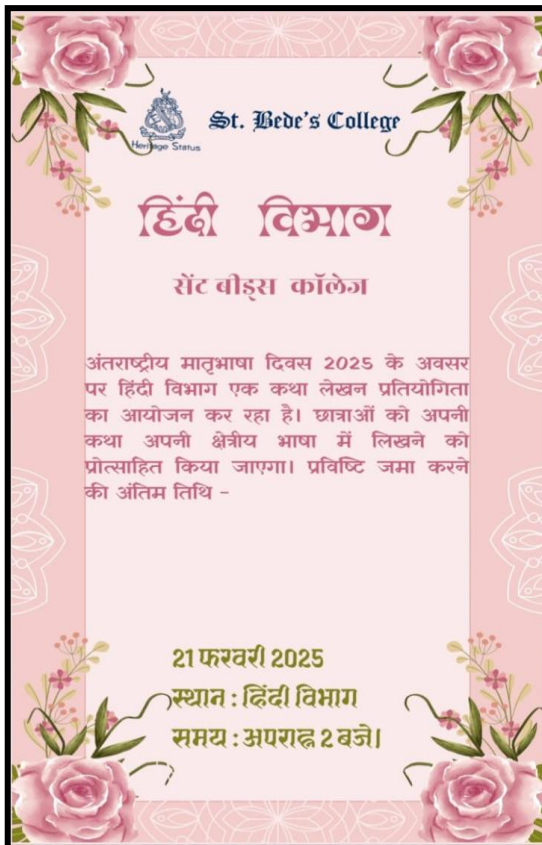 St. Bede's College
Heritage Status
हिंदी विभाग
सेंट बीड्स कॉलेज
अंतराष्ट्रीय मातृभाषा दिवस 2025 के अवसर
पर हिंदी विभाग एक कथा लेखन प्रतियोगिता
का आयोजन कर रहा है। छात्राओं को अपनी
कथा अपनी क्षेत्रीय भाषा में लिखने को
प्रोत्साहित किया जाएगा। प्रविष्टि जमा करने
की अंतिम तिथि -
21 फरवरी 2025
स्थान : हिंदी विभाग
समय : अपराह्न 2 बजे।